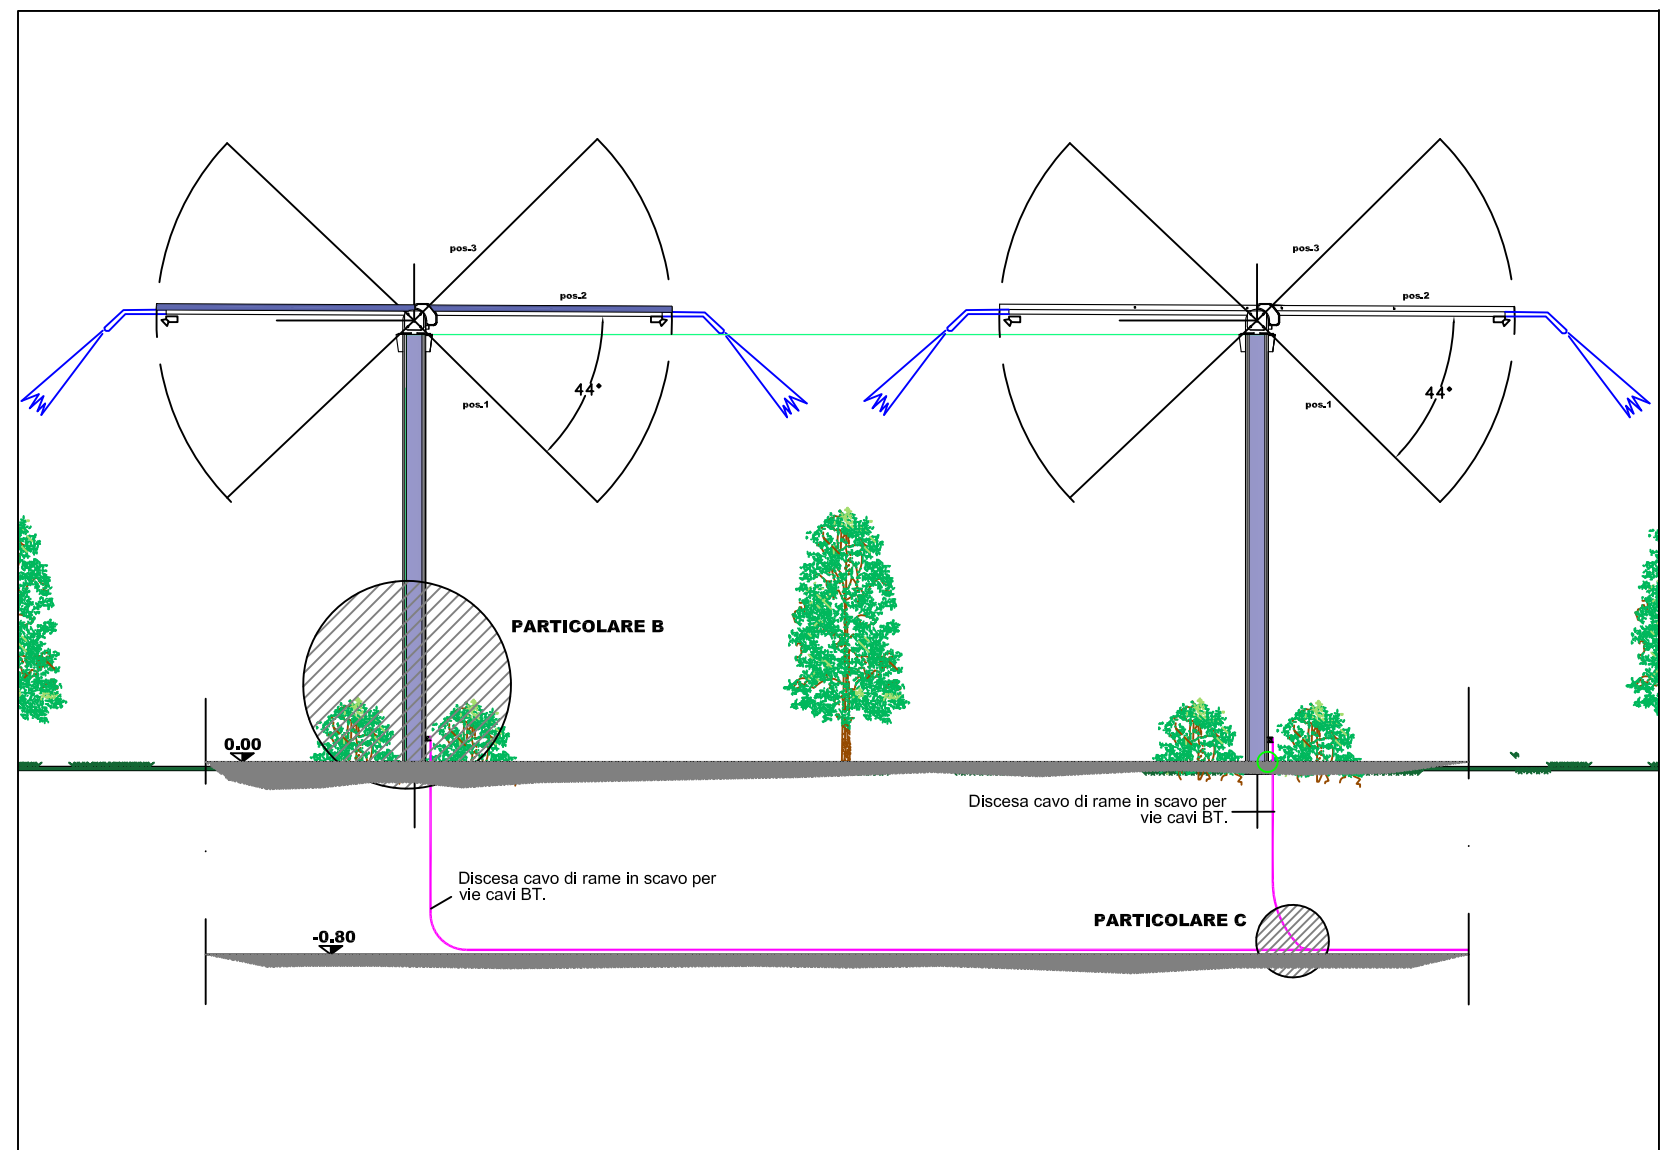 pos.3
pos.3
pos.2
pos.2
44°
44°
pos.1
pos.1
PARTICOLARE B
0.00
Discesa cavo di rame in scavo per
vie cavi BT.
Discesa cavo di rame in scavo per
vie cavi BT.
PARTICOLARE C
-0.80